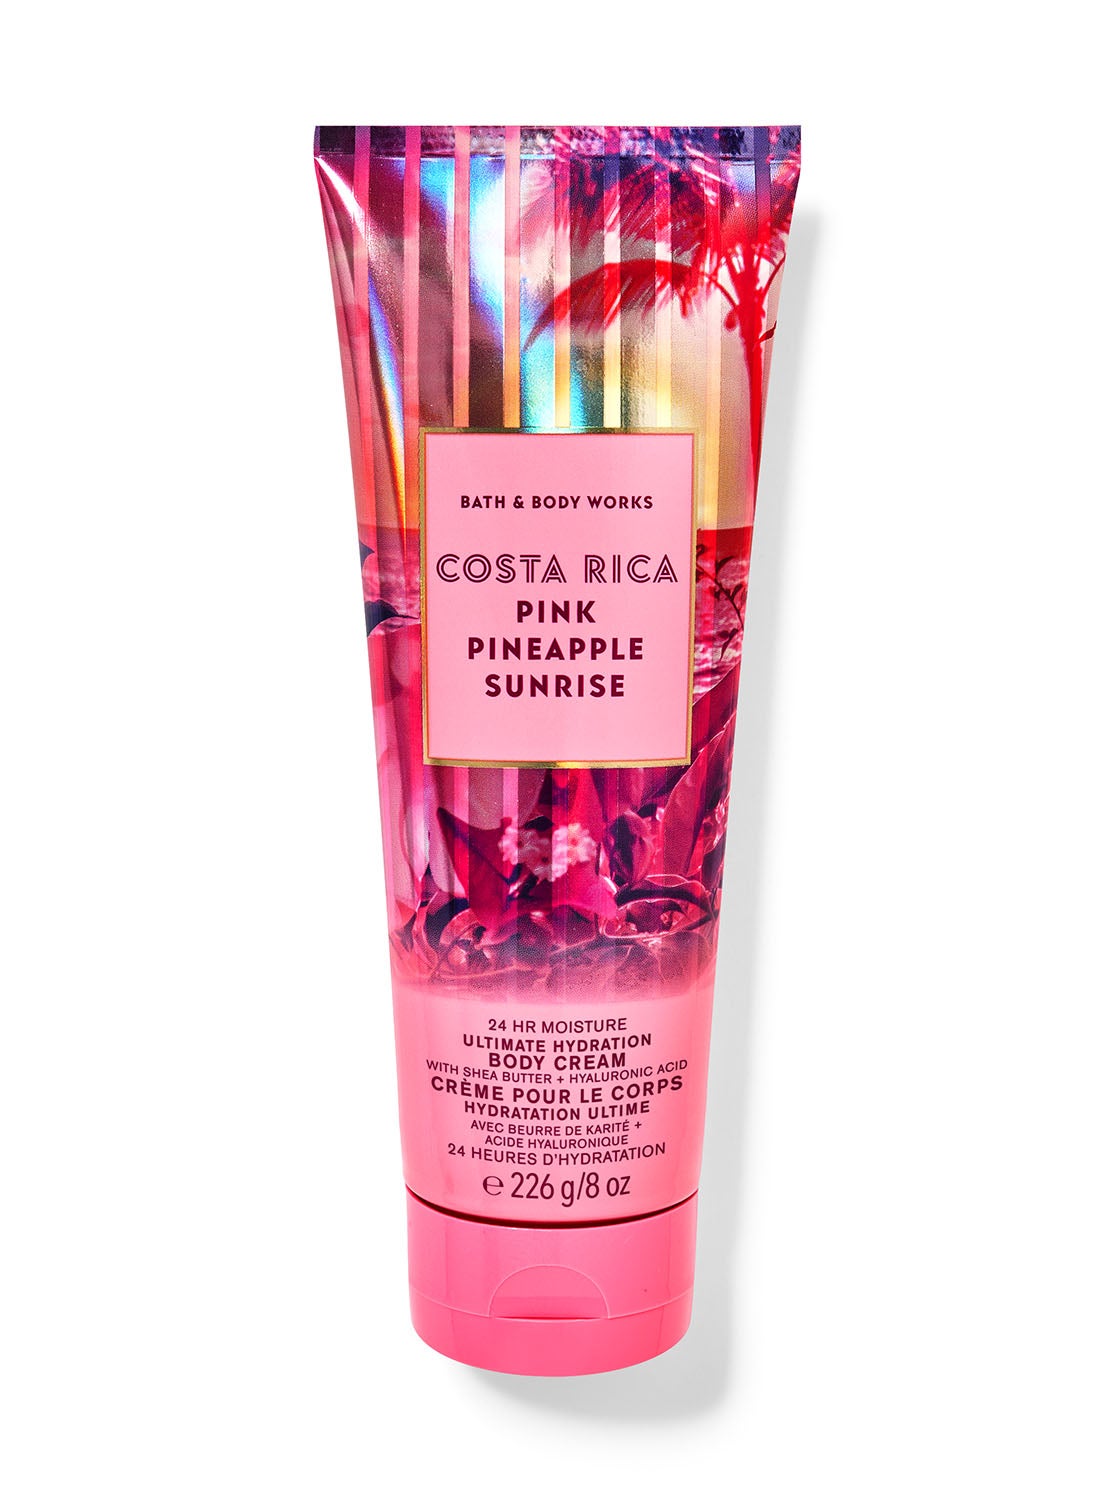 BATH & BODY WORKS
COSTA RICA
PINK
PINEAPPLE
SUNRISE
24 HR MOISTURE
ULTIMATE HYDRATION
BODY CREAM
WITH SHEA BUTTER + HYALURONIC ACID
CRÈME POUR LE CORPS
HYDRATATION ULTIME
AVEC BEURRE DE KARITÉ +
ACIDE HYALURONIQUE
24 HEURES D'HYDRATATION
℮ 226 g/8 oz